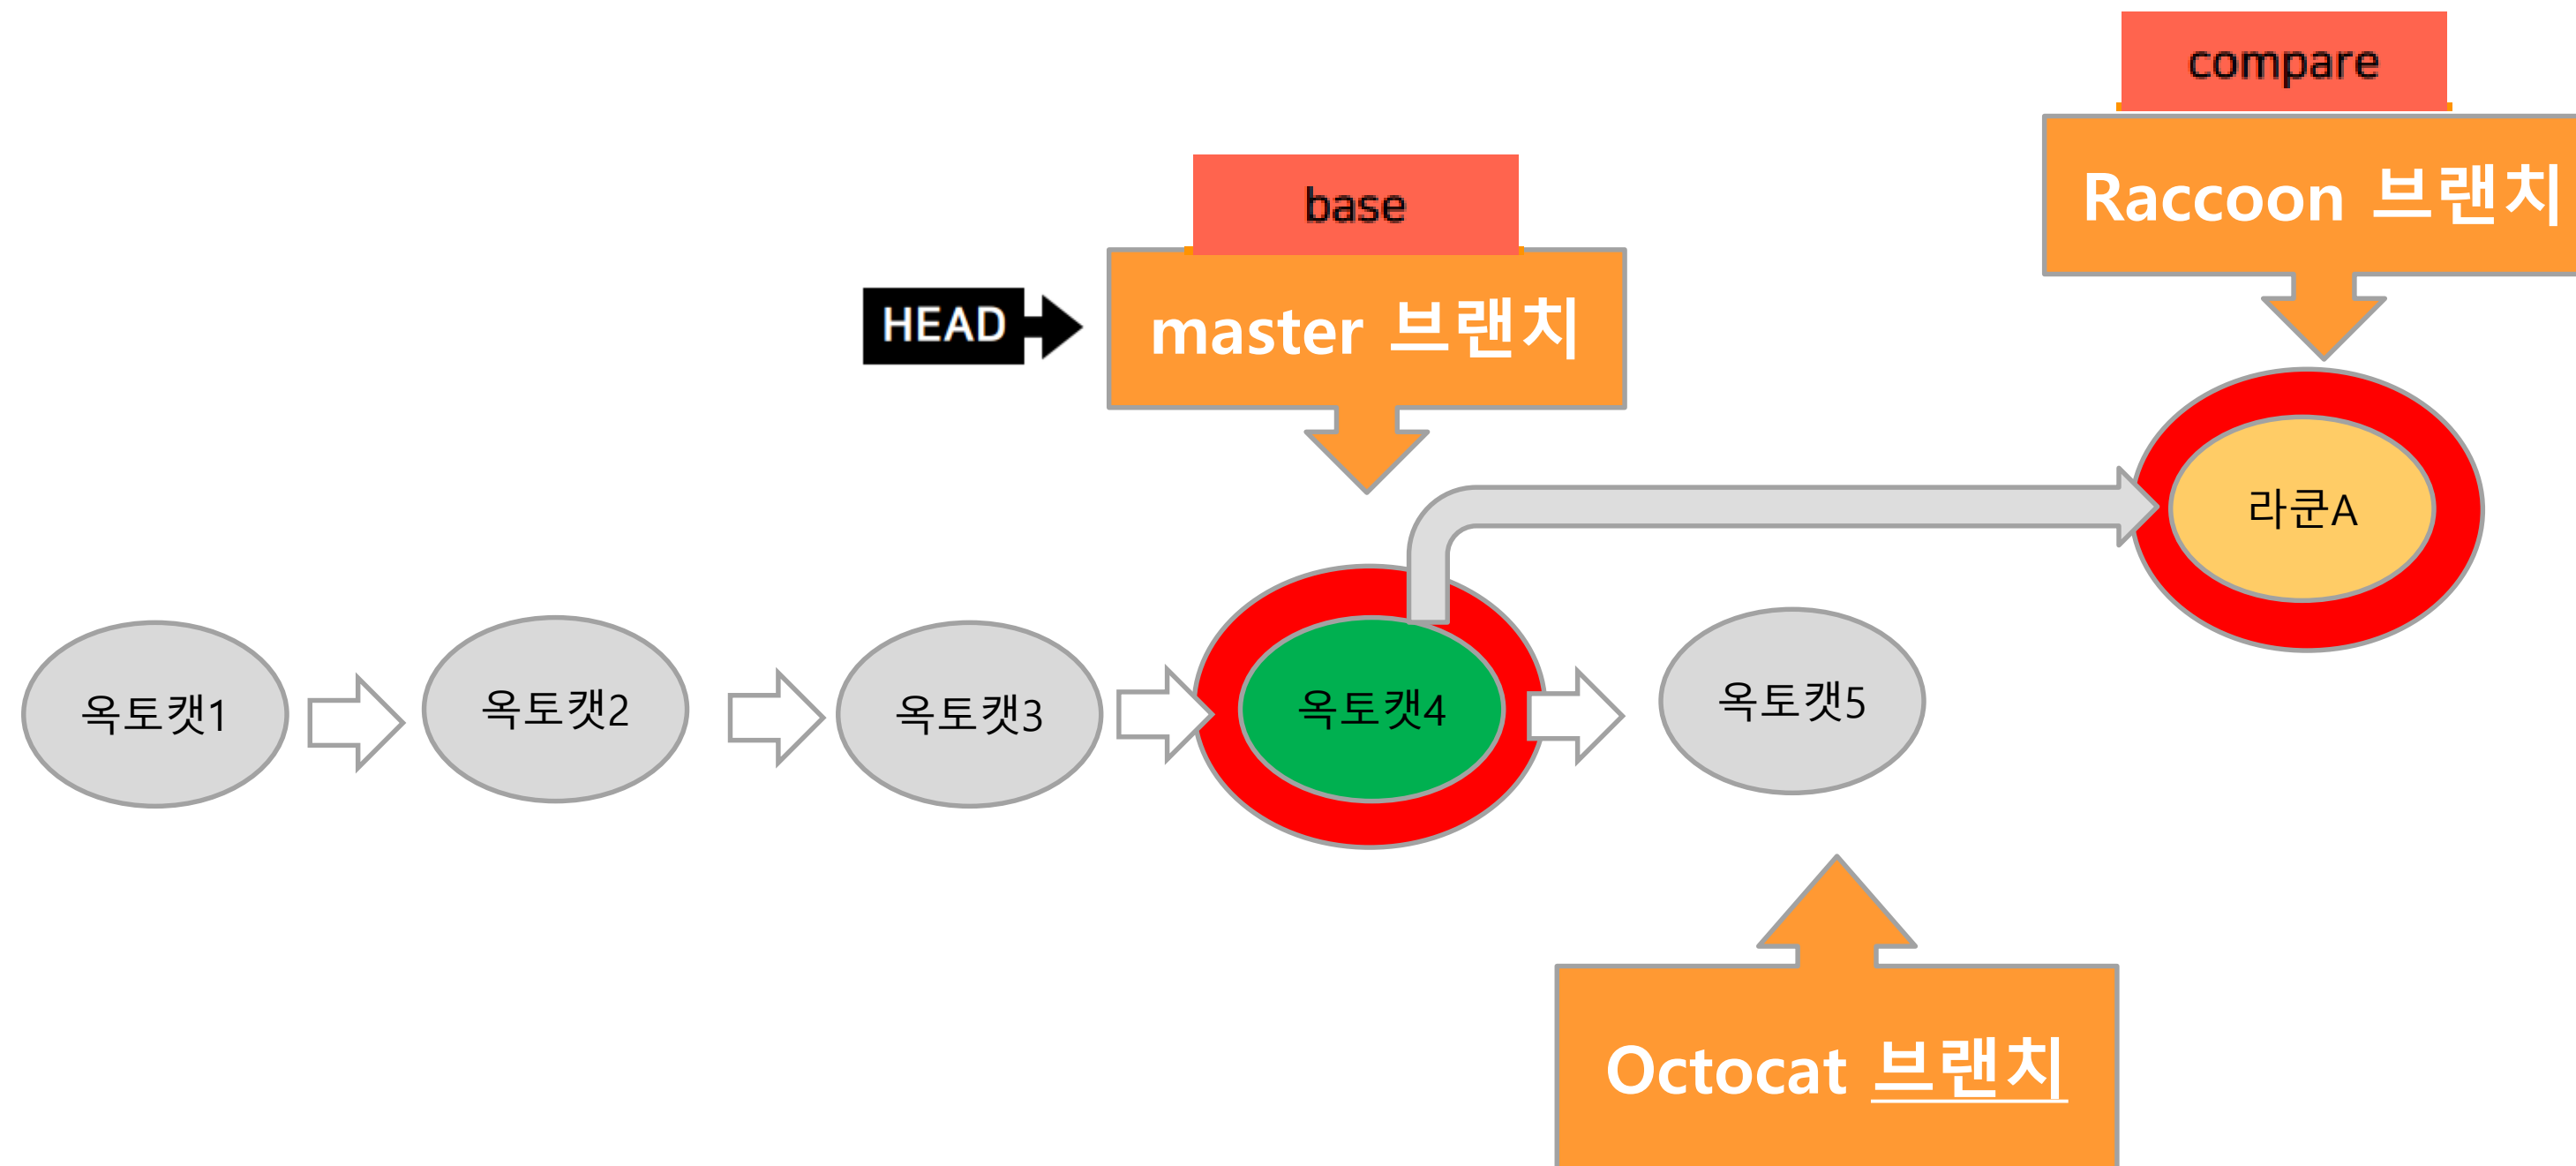 compare
Raccoon 브랜치
base
HEAD
master 브랜치
라쿤A
옥토캣1
옥토캣2
옥토캣3
옥토캣4
옥토캣5
Octocat 브랜치